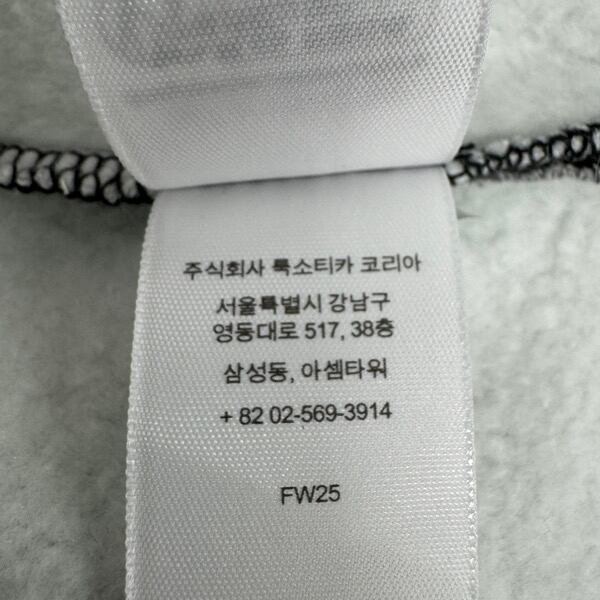 주식회사 룩소티카 코리아
서울특별시 강남구
영동대로 517, 38층
삼성동, 아셈타워
+ 82 02-569-3914
FW25